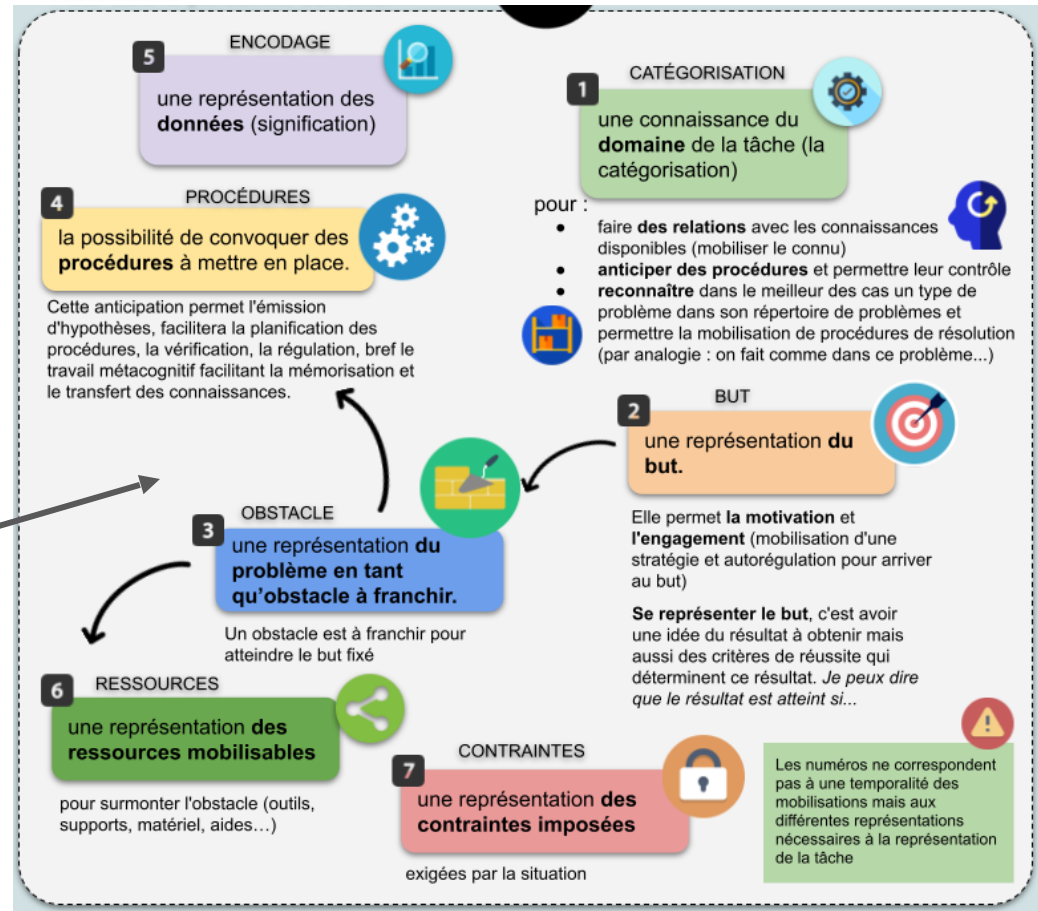 5
ENCODAGE
une représentation des
données (signification)
1
CATÉGORISATION
une connaissance du
domaine de la tâche (la
catégorisation)
pour :
● faire des relations avec les connaissances
disponibles (mobiliser le connu)
● anticiper des procédures et permettre leur contrôle
● reconnaître dans le meilleur des cas un type de
problème dans son répertoire de problèmes et
permettre la mobilisation de procédures de résolution
(par analogie : on fait comme dans ce problème...)
4
PROCÉDURES
la possibilité de convoquer des
procédures à mettre en place.
Cette anticipation permet l'émission
d'hypothèses, facilitera la planification des
procédures, la vérification, la régulation, bref le
travail métacognitif facilitant la mémorisation et
le transfert des connaissances.
2
BUT
une représentation du
but.
Elle permet la motivation et
l'engagement (mobilisation d'une
stratégie et autorégulation pour arriver
au but)
Se représenter le but, c'est avoir
une idée du résultat à obtenir mais
aussi des critères de réussite qui
déterminent ce résultat. Je peux dire
que le résultat est atteint si...
3
OBSTACLE
une représentation du
problème en tant
qu’obstacle à franchir.
Un obstacle est à franchir pour
atteindre le but fixé
6
RESSOURCES
une représentation des
ressources mobilisables
pour surmonter l'obstacle (outils,
supports, matériel, aides…)
7
CONTRAINTES
une représentation des
contraintes imposées
exigées par la situation
Les numéros ne correspondent
pas à une temporalité des
mobilisations mais aux
différentes représentations
nécessaires à la représentation
de la tâche